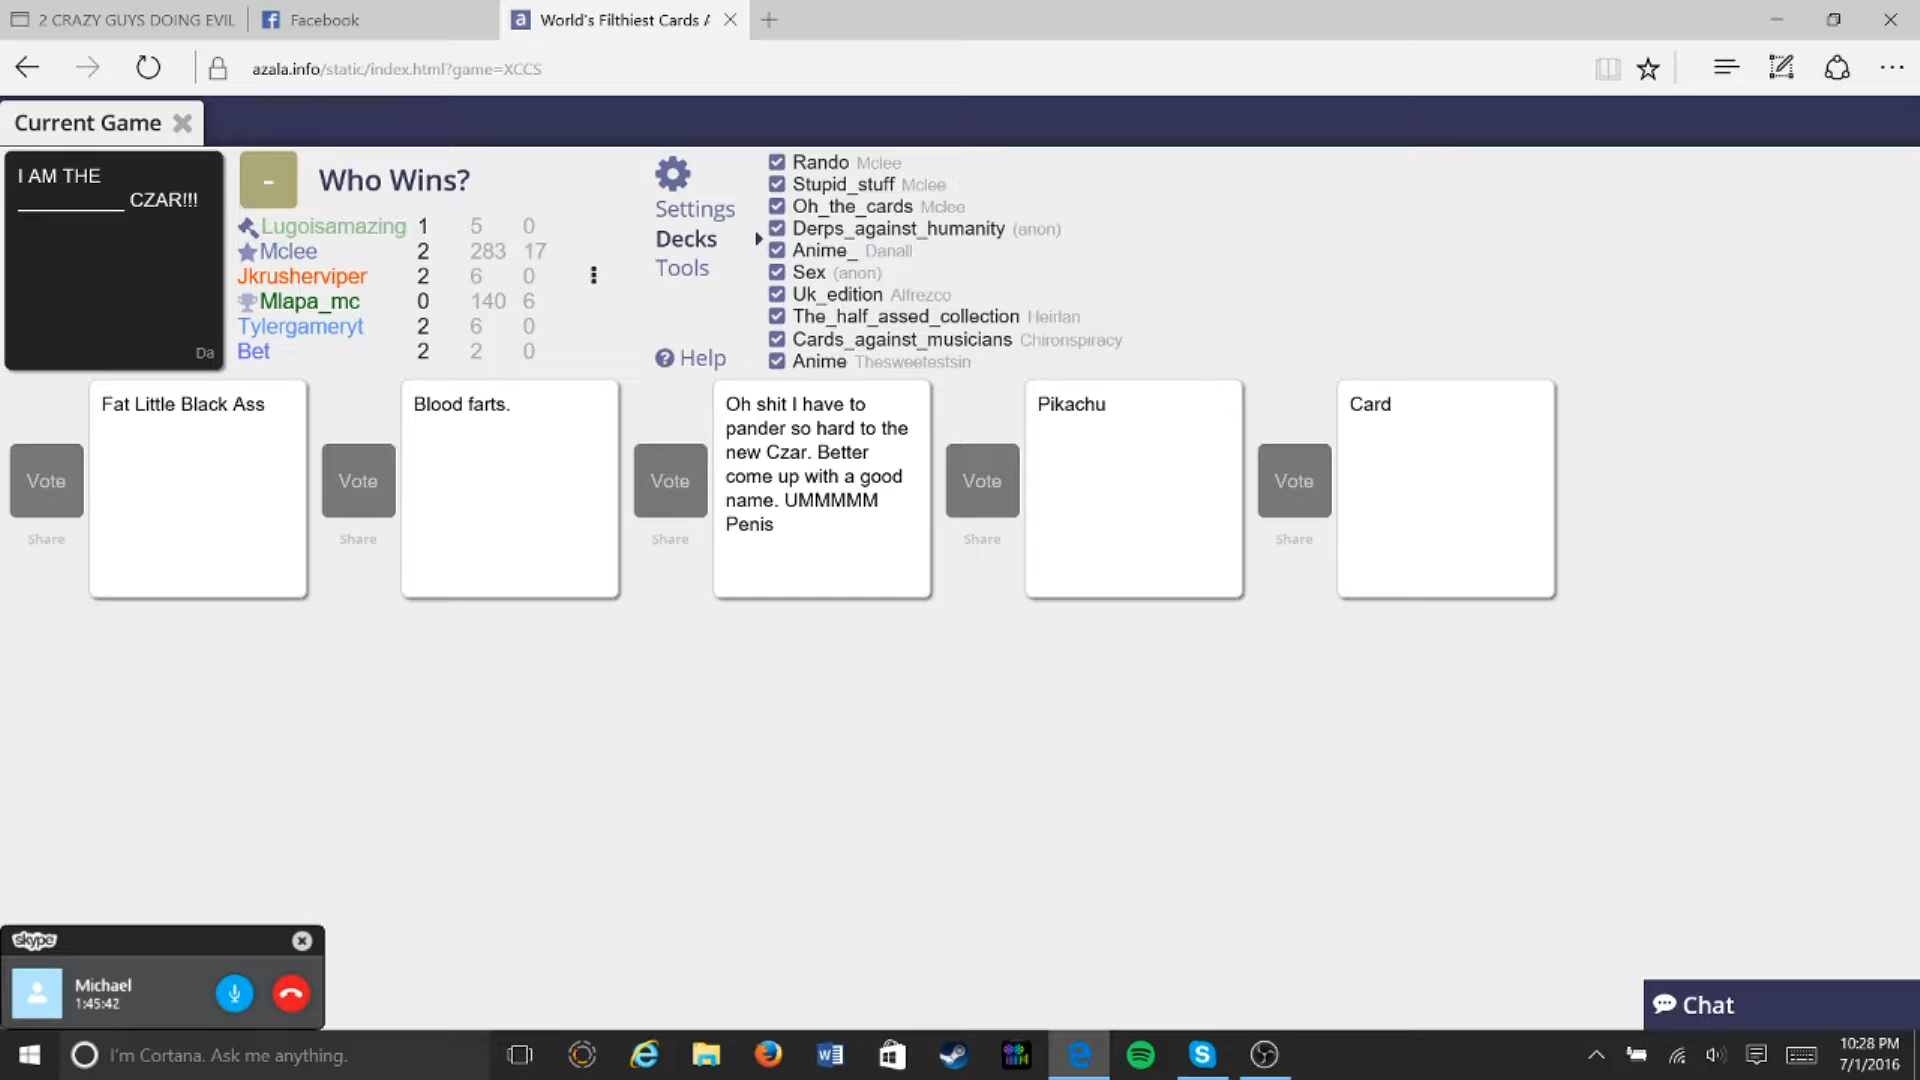 2 CRAZY GUYS DOING EVIL
Facebook
World's Filthiest Cards A
azala.info/static/index.html?game=XCCS
Current Game
I AM THE
__________ CZAR!!!
Da
-
Who Wins?
Lugoisamazing 1 5 0
Mclee 2 283 17
Jkrusherviper 2 6 0
Mlapa_mc 0 140 6
Tylergameryt 2 6 0
Bet 2 2 0
Settings
Decks
Tools
Help
Rando Mclee
Stupid_stuff Mclee
Oh_the_cards Mclee
Derps_against_humanity (anon)
Anime_ Danall
Sex (anon)
Uk_edition Alfrezco
The_half_assed_collection Heirlan
Cards_against_musicians Chironspiracy
Anime Thesweetestsin
Vote
Share
Fat Little Black Ass
Vote
Share
Blood farts.
Vote
Share
Oh shit I have to
pander so hard to the
new Czar. Better
come up with a good
name. UMMMMM
Penis
Vote
Share
Pikachu
Vote
Share
Card
skype
Michael
1:45:42
Chat
I'm Cortana. Ask me anything.
10:28 PM
7/1/2016